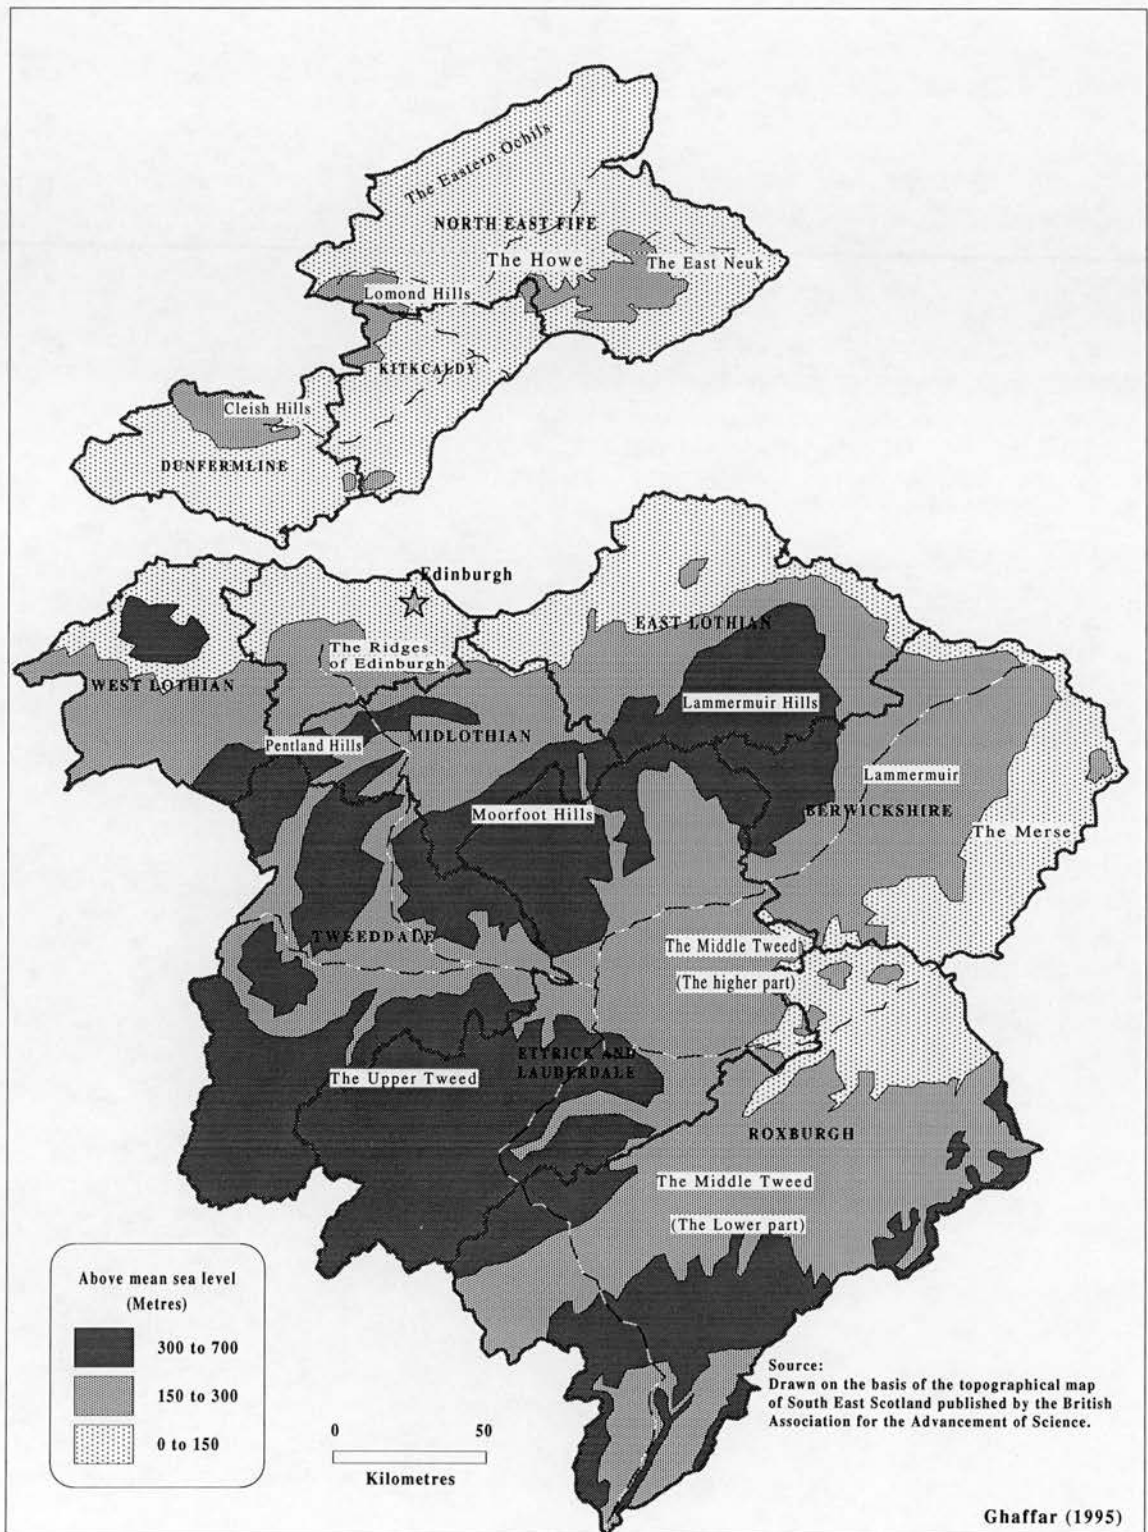 The Eastern Ochils
NORTH EAST FIFE
The Howe
The East Neuk
Lomond Hills
KITKCALDY
Cleish Hills
DUNFERMLINE
Edinburgh
The Ridges
of Edinburgh
EAST LOTHIAN
WEST LOTHIAN
Lammermuir Hills
Pentland Hills
MIDLOTHIAN
Lammermuir
Moorfoot Hills
BERWICKSHIRE
The Merse
TWEEDDALE
The Middle Tweed
(The higher part)
ETTRICK AND
LAUDERDALE
The Upper Tweed
ROXBURGH
The Middle Tweed
(The Lower part)
Above mean sea level
(Metres)
300 to 700
150 to 300
0 to 150
0 50
Kilometres
Source:
Drawn on the basis of the topographical map
of South East Scotland published by the British
Association for the Advancement of Science.
Ghaffar (1995)